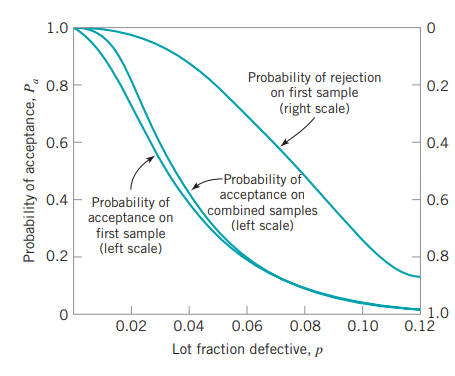 1.0
0.8
0.6
0.4
0.2
0
Probability of acceptance, Pa
0
0.2
0.4
0.6
0.8
1.0
Probability of rejection
on first sample
(right scale)
Probability of
acceptance on
combined samples
(left scale)
Probability of
acceptance on
first sample
(left scale)
0.02
0.04
0.06
0.08
0.10
0.12
Lot fraction defective, p